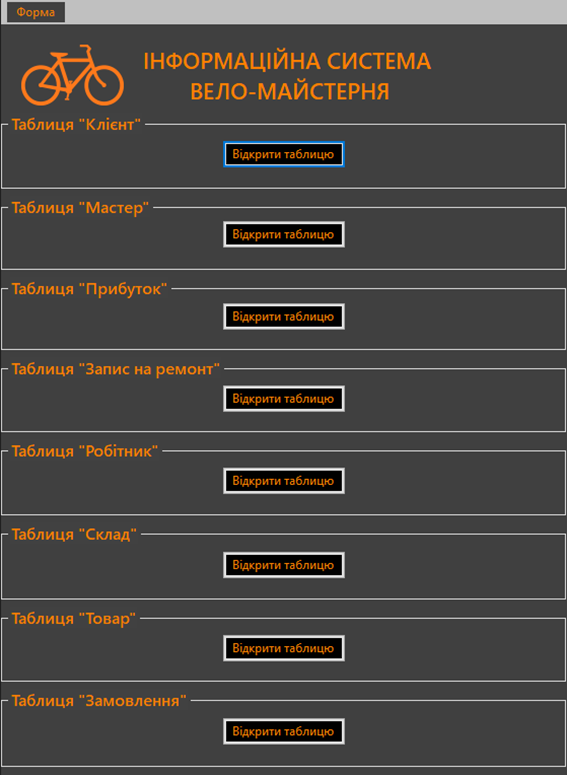 Форма
ІНФОРМАЦІЙНА СИСТЕМА
ВЕЛО-МАЙСТЕРНЯ
Таблиця "Клієнт"
Відкрити таблицю
Таблиця "Мастер"
Відкрити таблицю
Таблиця "Прибуток"
Відкрити таблицю
Таблиця "Запис на ремонт"
Відкрити таблицю
Таблиця "Робітник"
Відкрити таблицю
Таблиця "Склад"
Відкрити таблицю
Таблиця "Товар"
Відкрити таблицю
Таблиця "Замовлення"
Відкрити таблицю